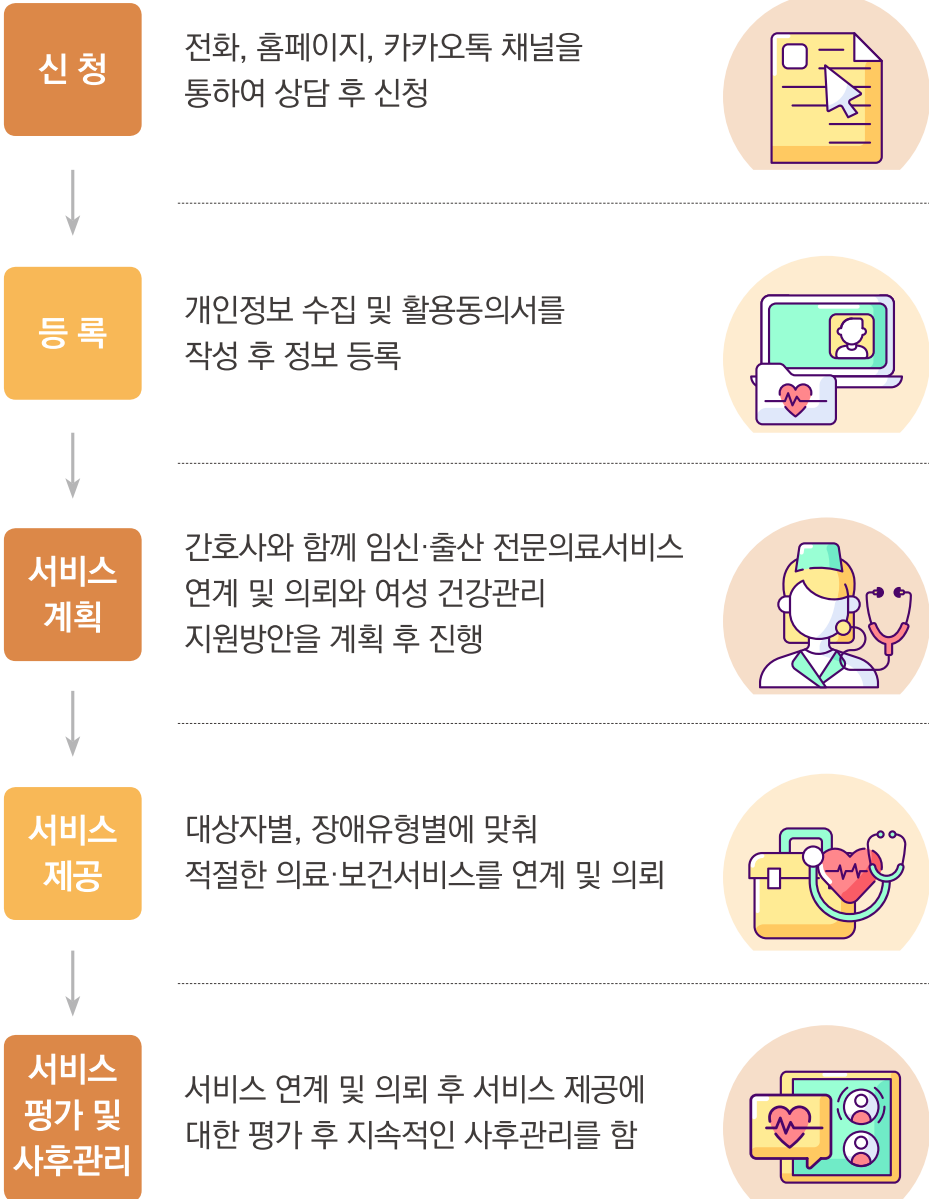 신 청
전화, 홈페이지, 카카오톡 채널을
통하여 상담 후 신청
등 록
개인정보 수집 및 활용동의서를
작성 후 정보 등록
서비스
계획
간호사와 함께 임신·출산 전문의료서비스
연계 및 의뢰와 여성 건강관리
지원방안을 계획 후 진행
서비스
제공
대상자별, 장애유형별에 맞춰
적절한 의료·보건서비스를 연계 및 의뢰
서비스
평가 및
사후관리
서비스 연계 및 의뢰 후 서비스 제공에
대한 평가 후 지속적인 사후관리를 함